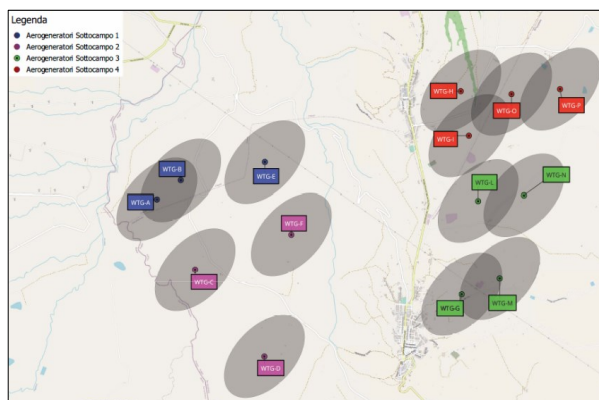 Legenda
Aerogeneratori Sottocampo 1
Aerogeneratori Sottocampo 2
Aerogeneratori Sottocampo 3
Aerogeneratori Sottocampo 4
WTG-H
WTG-O
WTG-P
WTG-I
WTG-B
WTG-E
WTG-A
WTG-L
WTG-N
WTG-F
WTG-C
WTG-G
WTG-M
WTG-D